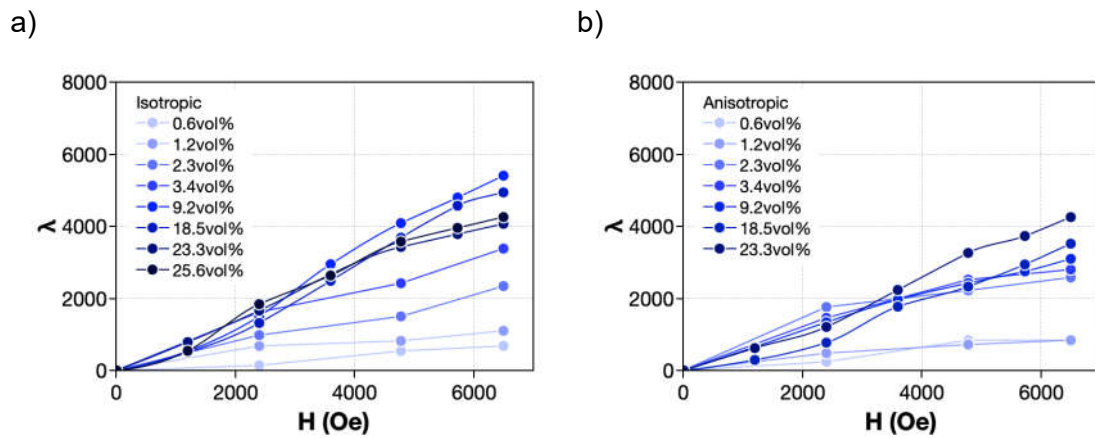 a)
b)
8000
6000
4000
2000
0
λ
Isotropic
0.6vol%
1.2vol%
2.3vol%
3.4vol%
9.2vol%
18.5vol%
23.3vol%
25.6vol%
0 2000 4000 6000
H (Oe)
8000
6000
4000
2000
0
λ
Anisotropic
0.6vol%
1.2vol%
2.3vol%
3.4vol%
9.2vol%
18.5vol%
23.3vol%
0 2000 4000 6000
H (Oe)